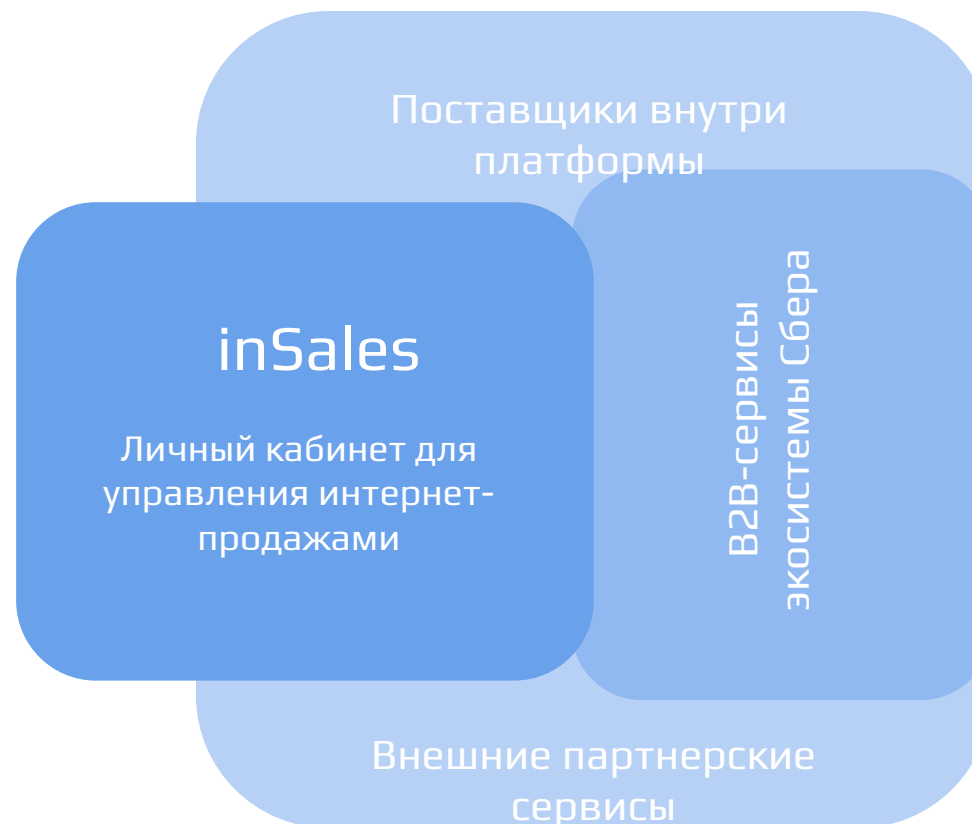 Поставщики внутри
платформы
inSales
Личный кабинет для
управления интернет-
продажами
B2B-сервисы
экосистемы Сбера
Внешние партнерские
сервисы